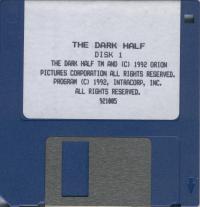 THE DARK HALF
DISK 1
THE DARK HALF TM AND (C) 1992 ORION
PICTURES CORPORATION ALL RIGHTS RESERVED.
PROGRAM (C) 1992, INTRACORP, INC.
ALL RIGHTS RESERVED.
921005